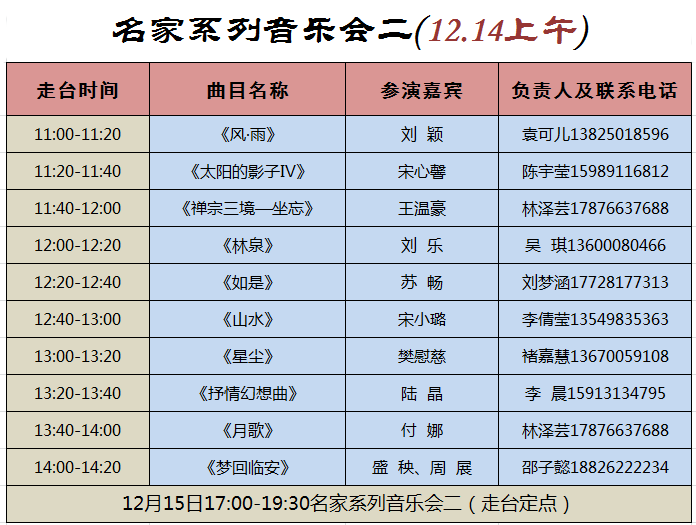 名家系列音乐会二(12.14上午)
走台时间 曲目名称 参演嘉宾 负责人及联系电话
11:00-11:20 《风·雨》 刘 颖 袁可儿13825018596
11:20-11:40 《太阳的影子IV》 宋心馨 陈宇莹15989116812
11:40-12:00 《禅宗三境—坐忘》 王温豪 林泽芸17876637688
12:00-12:20 《林泉》 刘 乐 吴 琪13600080466
12:20-12:40 《如是》 苏 畅 刘梦涵17728177313
12:40-13:00 《山水》 宋小璐 李倩莹13549835363
13:00-13:20 《星尘》 樊慰慈 褚嘉慧13670059108
13:20-13:40 《抒情幻想曲》 陆 晶 李 晨15913134795
13:40-14:00 《月歌》 付 娜 林泽芸17876637688
14:00-14:20 《梦回临安》 盛 秧、周 展 邵子懿18826222234
12月15日17:00-19:30名家系列音乐会二（走台定点）